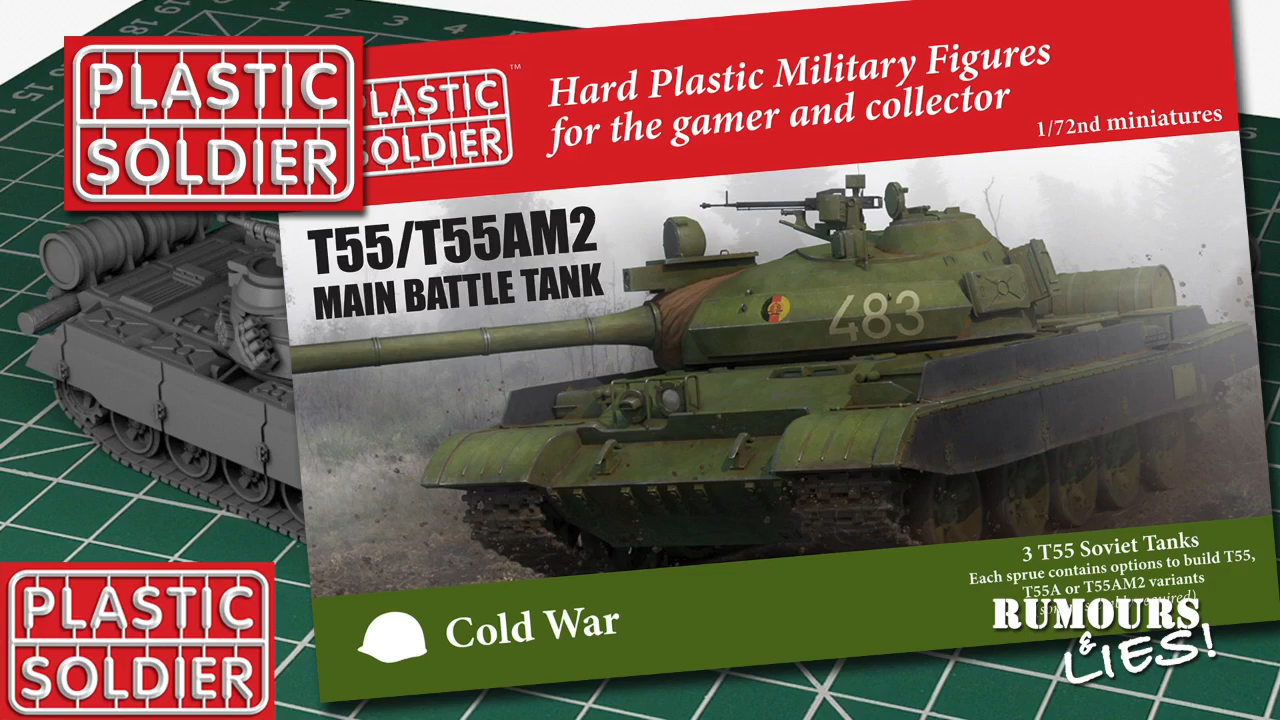 PLASTIC
SOLDIER
PLASTIC
SOLDIER
™
Hard Plastic Military Figures
for the gamer and collector
1/72nd miniatures
T55/T55AM2
MAIN BATTLE TANK
483
3 T55 Soviet Tanks
Each sprue contains options to build T55,
T55A or T55AM2 variants
Cold War
RUMOURS
&
LIES!
PLASTIC
SOLDIER